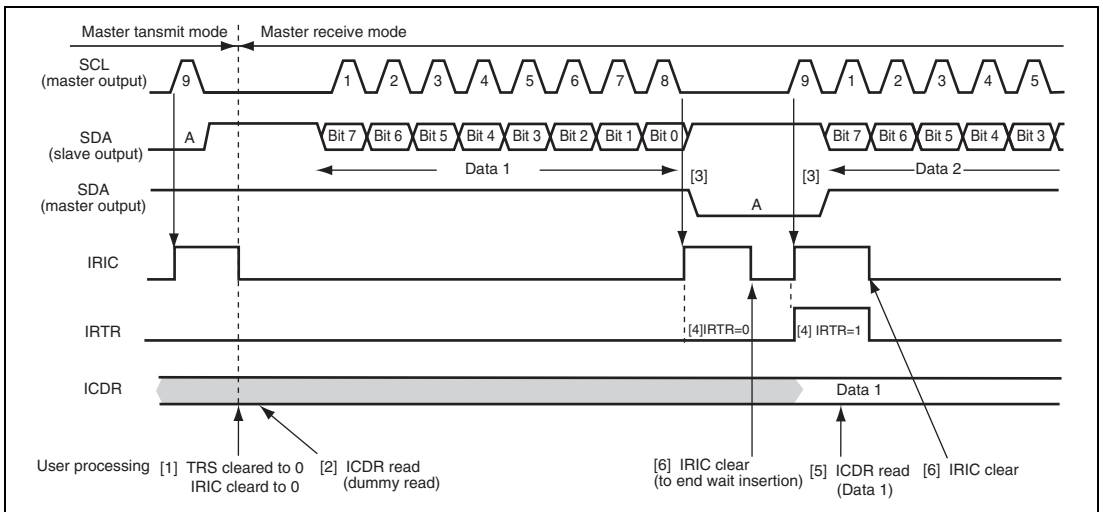 Master tansmit mode Master receive mode
SCL
(master output)
9 1 2 3 4 5 6 7 8 9 1 2 3 4 5
SDA
(slave output)
A Bit 7 Bit 6 Bit 5 Bit 4 Bit 3 Bit 2 Bit 1 Bit 0 Bit 7 Bit 6 Bit 5 Bit 4 Bit 3
Data 1 [3] [3] Data 2
SDA
(master output)
A
IRIC
IRTR
[4]IRTR=0 [4] IRTR=1
ICDR
Data 1
User processing [1] TRS cleared to 0
IRIC cleard to 0
[2] ICDR read
(dummy read)
[6] IRIC clear
(to end wait insertion)
[5] ICDR read
(Data 1)
[6] IRIC clear